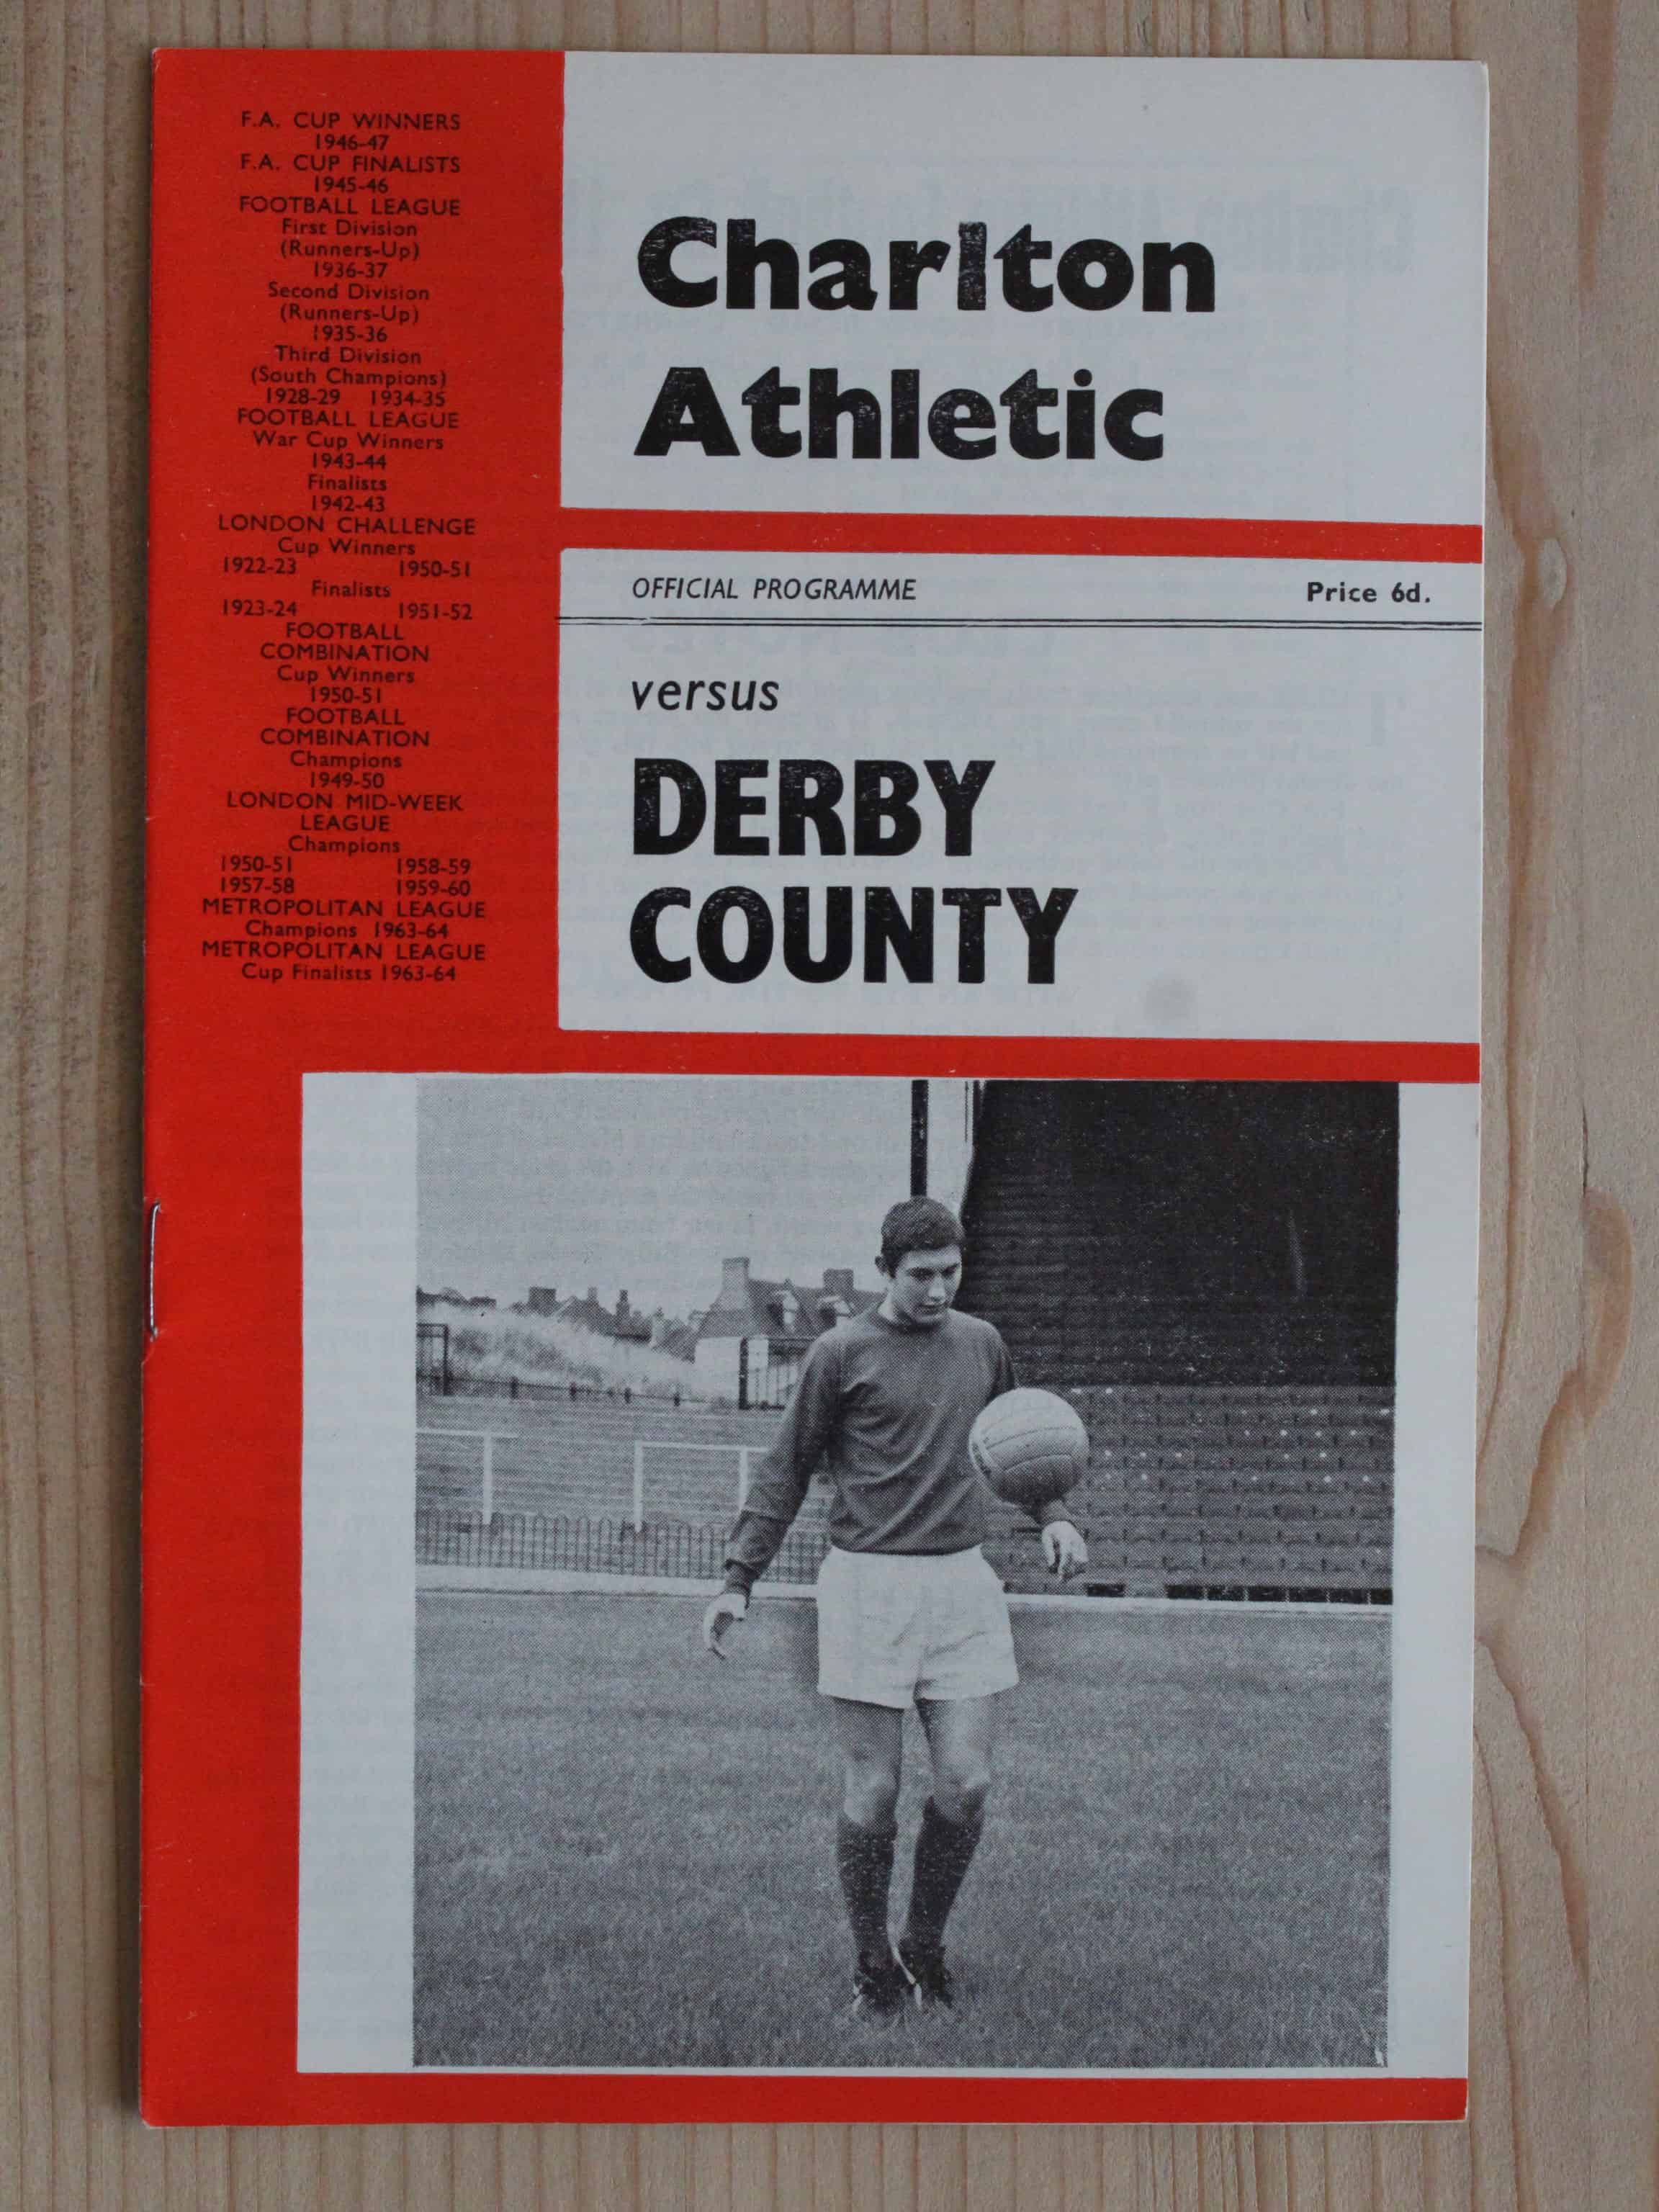 F.A. CUP WINNERS
1946-47
F.A. CUP FINALISTS
1945-46
FOOTBALL LEAGUE
First Division
(Runners-Up)
1936-37
Second Division
(Runners-Up)
1935-36
Third Division
(South Champions)
1928-29 1934-35
FOOTBALL LEAGUE
War Cup Winners
1943-44
Finalists
1942-43
LONDON CHALLENGE
Cup Winners
1922-23 1950-51
Finalists
1923-24 1951-52
FOOTBALL
COMBINATION
Cup Winners
1950-51
FOOTBALL
COMBINATION
Champions
1949-50
LONDON MID-WEEK
LEAGUE
Champions
1950-51 1958-59
1957-58 1959-60
METROPOLITAN LEAGUE
Champions 1963-64
METROPOLITAN LEAGUE
Cup Finalists 1963-64
Charlton
Athletic
OFFICIAL PROGRAMME Price 6d.
versus
DERBY
COUNTY